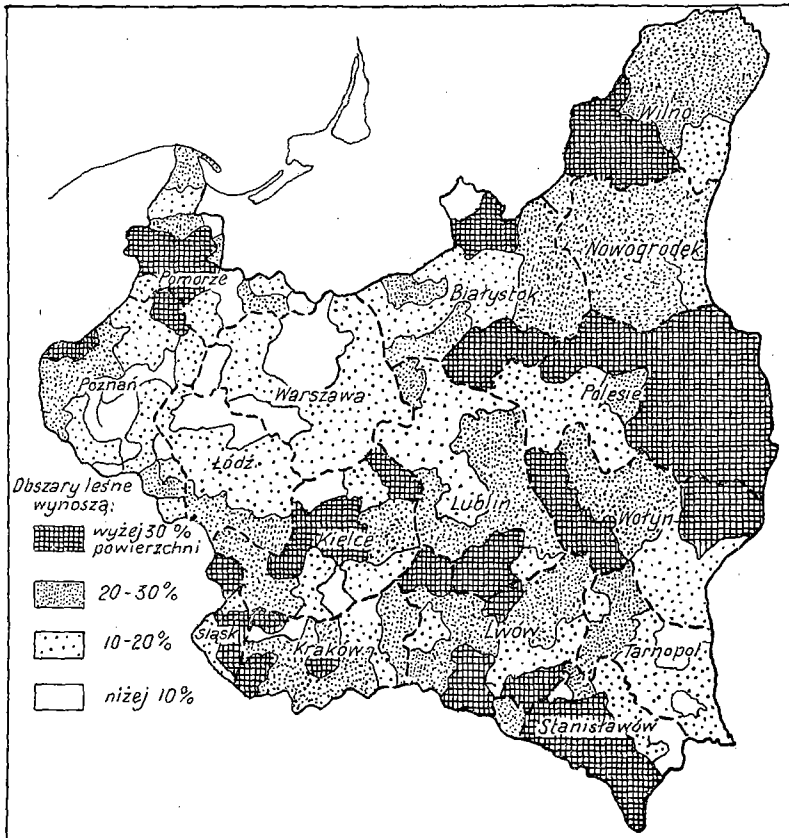 Wilno
Nowogródek
Pomorze
Białystok
Poznań
Warszawa
Polesie
Łódź
Obszary leśne
wynoszą:
Lublin
Wołyń
wyżej 30 %
powierzchni
Kielce
20-30%
10-20%
Śląsk
Kraków
Lwów
Tarnopol
niżej 10%
Stanisławów